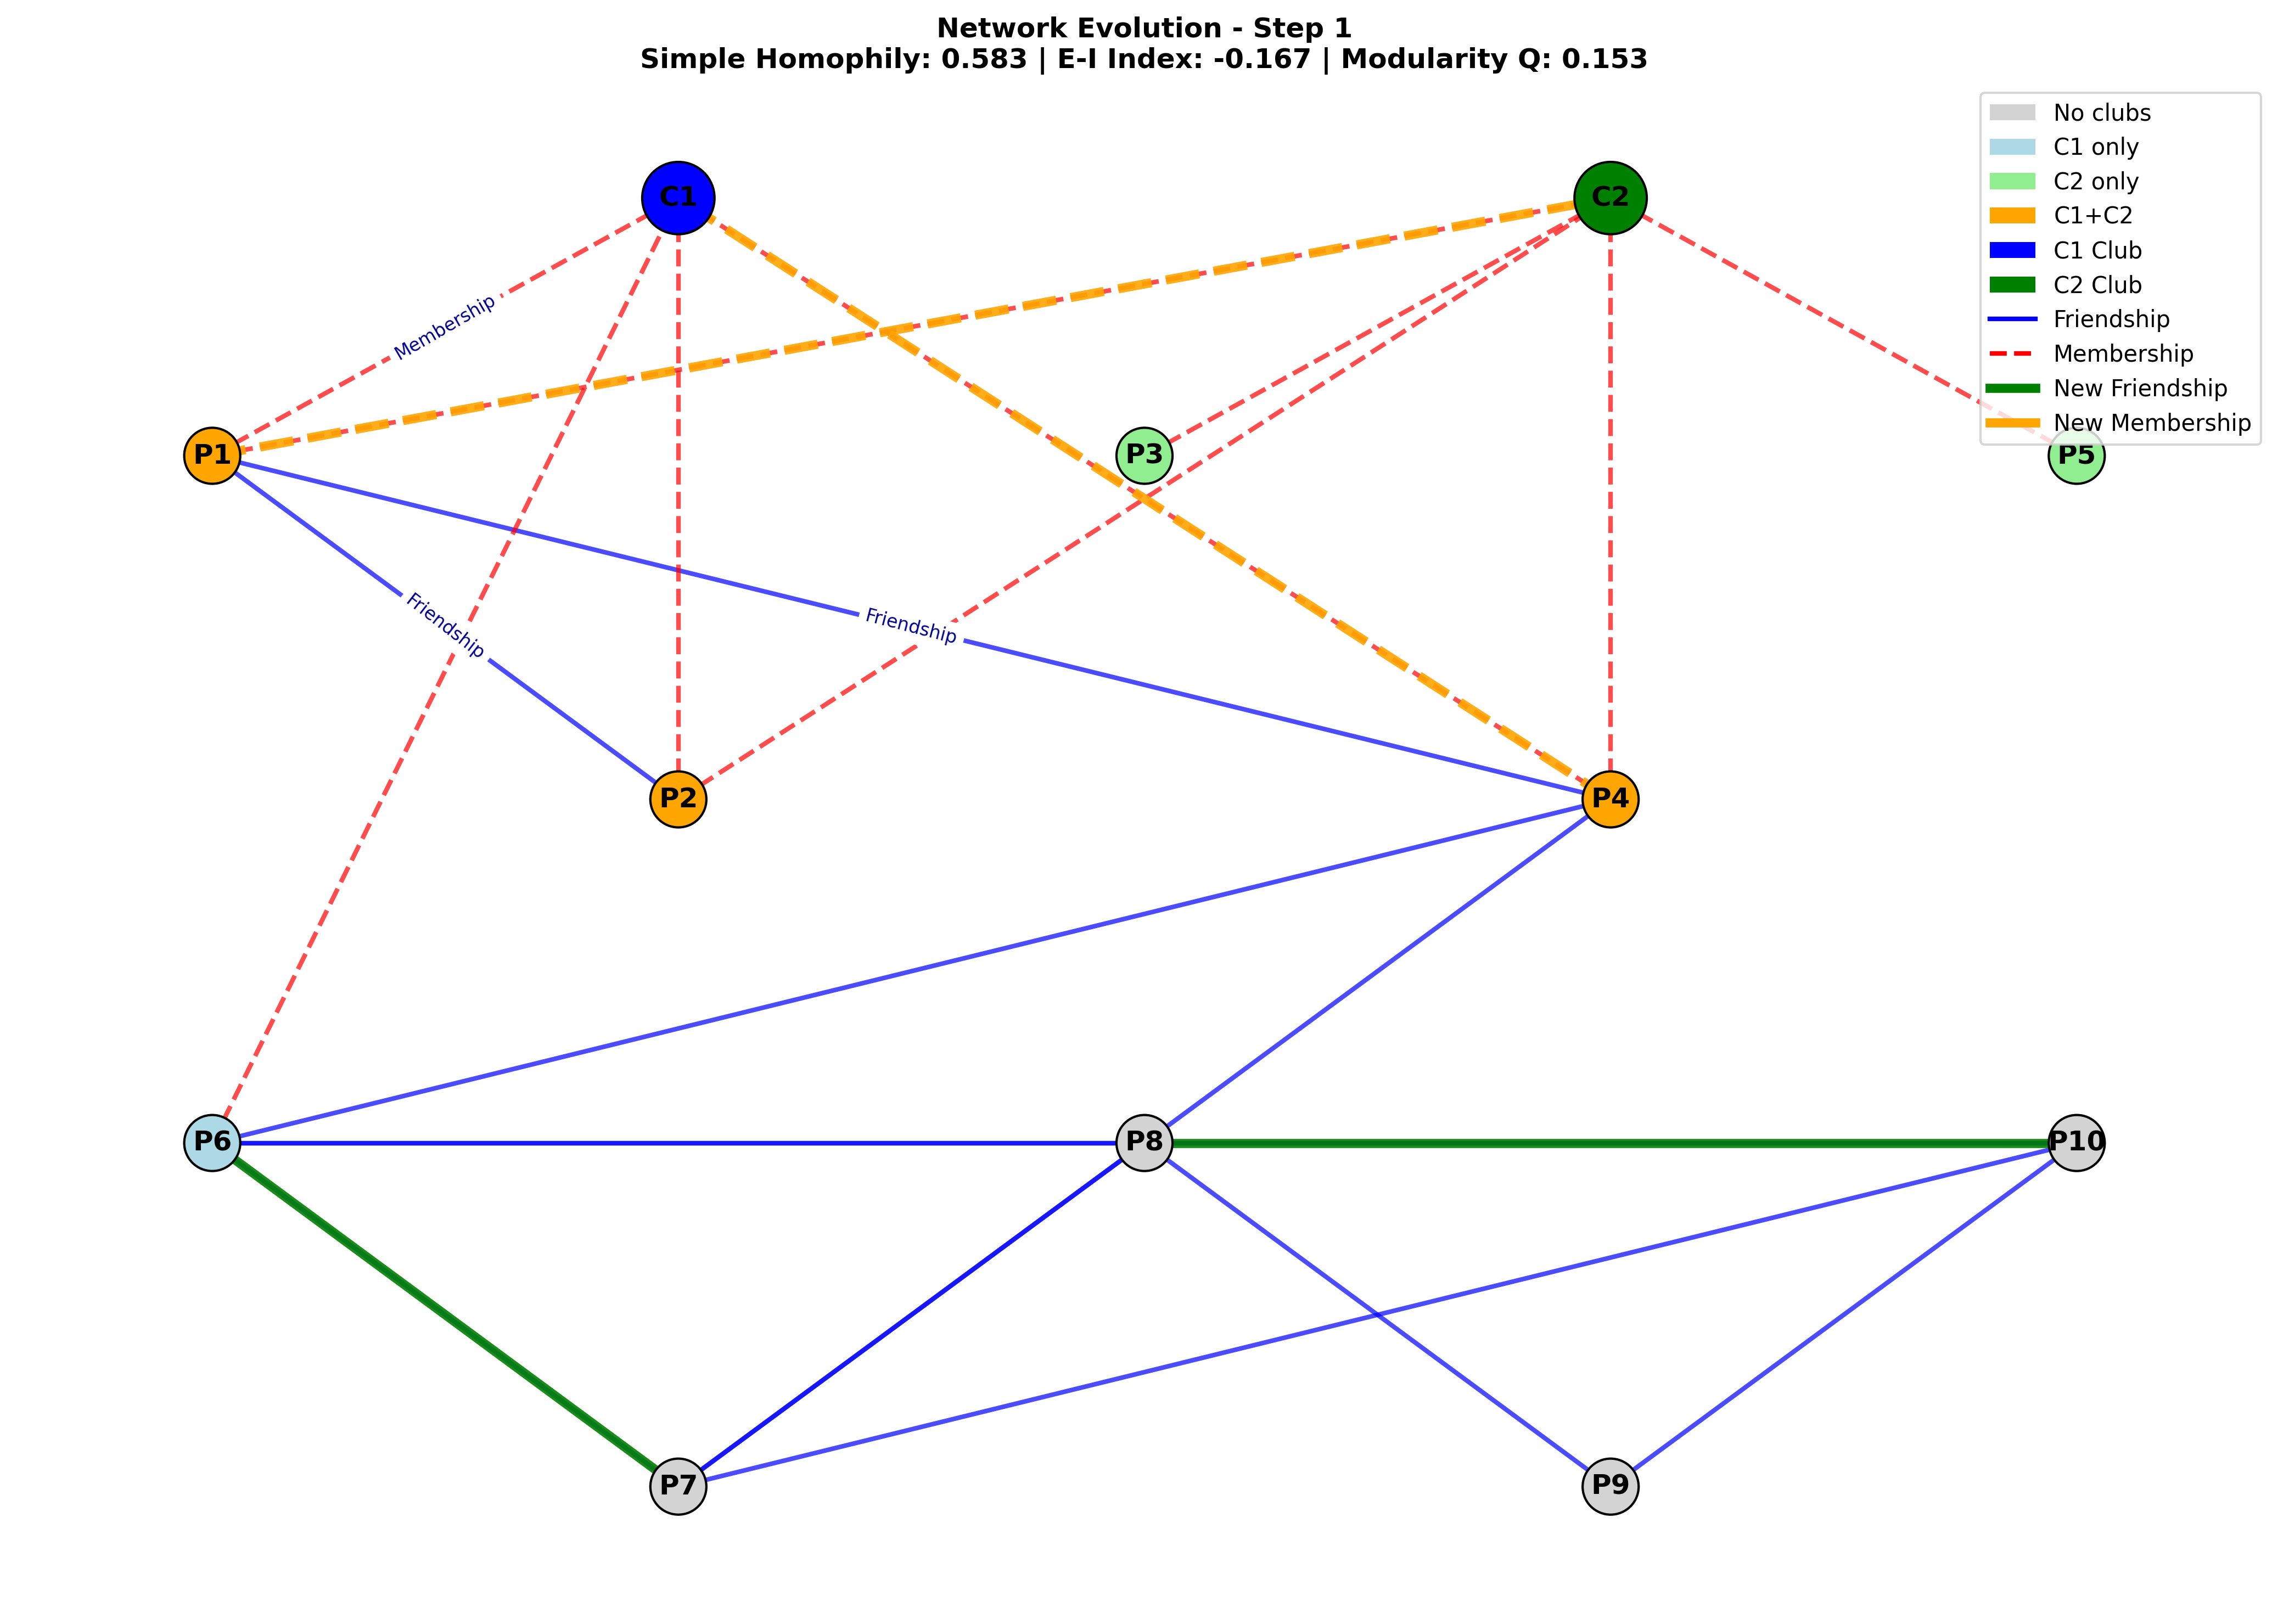 Network Evolution - Step 1
Simple Homophily: 0.583 | E-I Index: -0.167 | Modularity Q: 0.153
No clubs
C1 only
C2 only
C1+C2
C1 Club
C2 Club
Friendship
Membership
New Friendship
New Membership
C1
C2
Membership
P1
P3
P5
Friendship
Friendship
P2
P4
P6
P8
P10
P7
P9